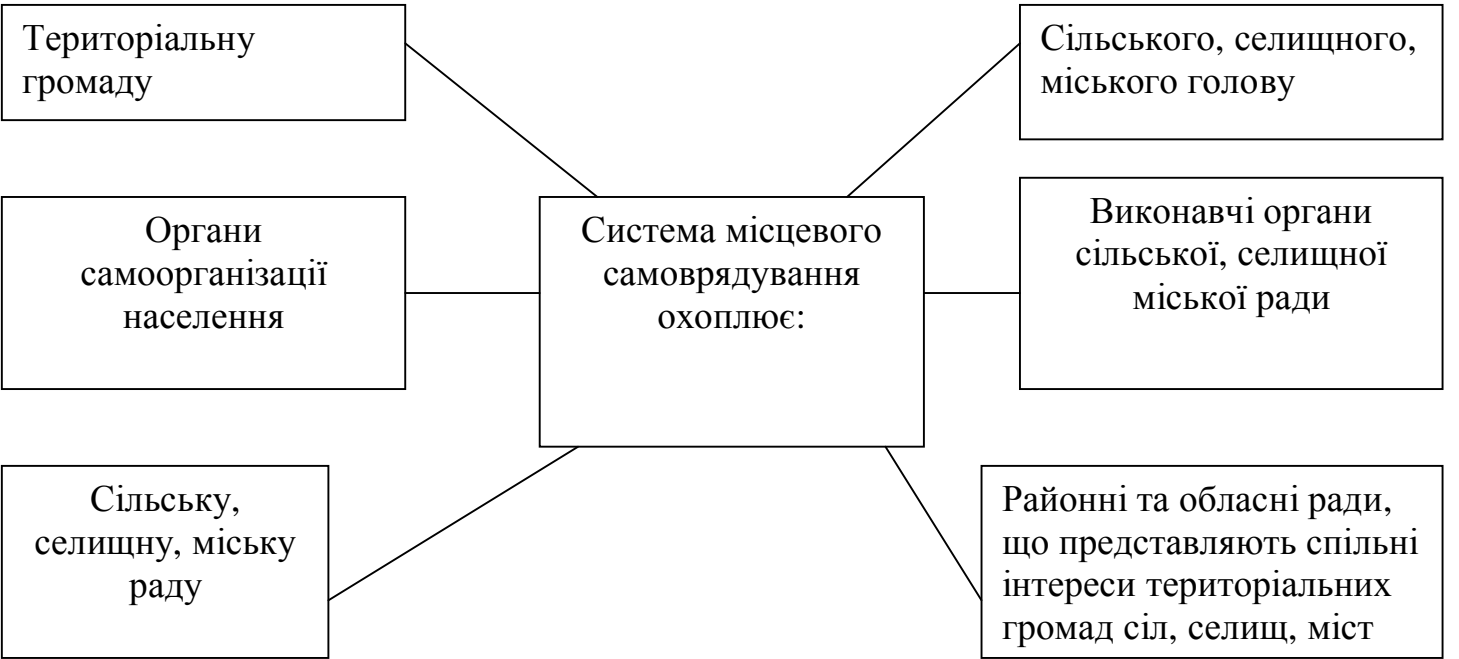 Територіальну
громаду
Сільського, селищного,
міського голову
Органи
самоорганізації
населення
Система місцевого
самоврядування
охоплює:
Виконавчі органи
сільської, селищної
міської ради
Сільську,
селищну, міську
раду
Районні та обласні ради,
що представляють спільні
інтереси територіальних
громад сіл, селищ, міст